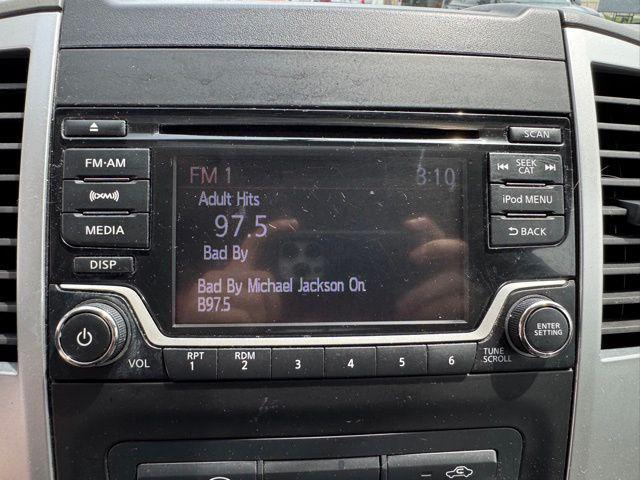 SCAN
FM·AM
FM 1
3:10
SEEK
CAT
Adult Hits
97.5
iPod MENU
MEDIA
Bad By
BACK
DISP
Bad By Michael Jackson On
B97.5
ENTER
SETTING
VOL
RPT
1
RDM
2
3
4
5
6
TUNE
SCROLL